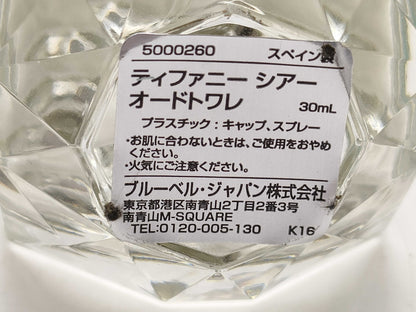 5000260 スペイン製
ティファニー シアー
オードトワレ 30mL
プラスチック：キャップ、スプレー
・お肌に合わないときは、ご使用をおやめ
ください。
・火気にご注意ください。
ブルーベル・ジャパン株式会社
東京都港区南青山2丁目2番3号
南青山M-SQUARE
TEL:0120-005-130 K16